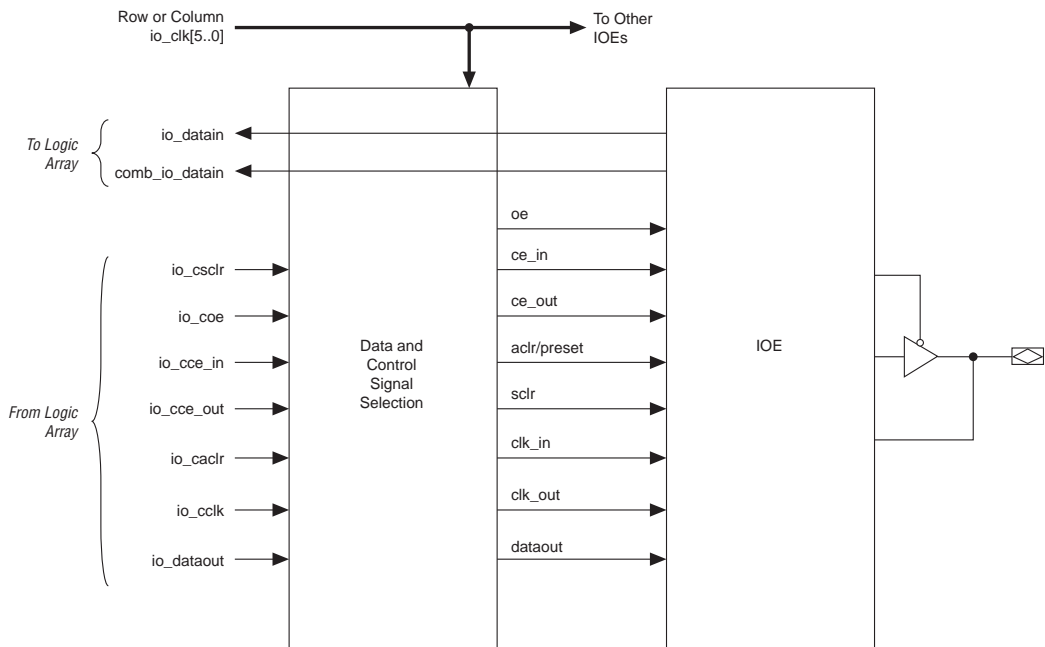 Row or Column
io_clk[5..0]
To Other
IOEs
To Logic
Array
io_datain
comb_io_datain
oe
From Logic
Array
io_csclr
io_coe
io_cce_in
io_cce_out
io_caclr
io_cclk
io_dataout
Data and
Control
Signal
Selection
ce_in
ce_out
aclr/preset
sclr
clk_in
clk_out
dataout
IOE